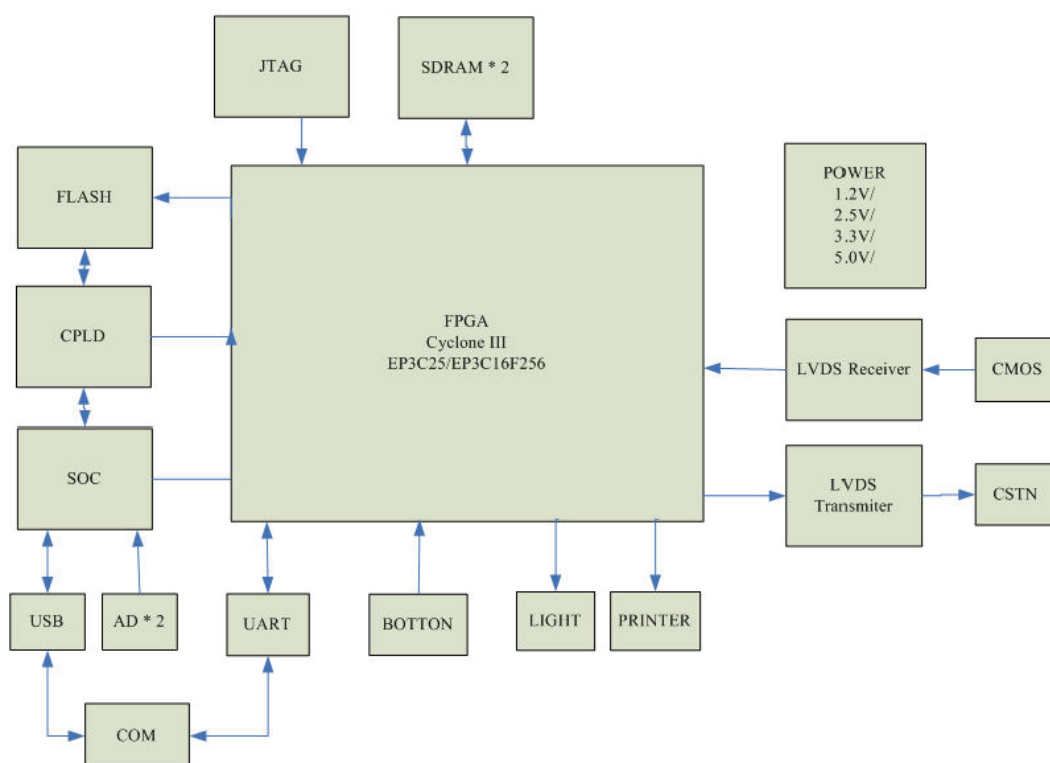 JTAG
SDRAM * 2
FLASH
POWER
1.2V/
2.5V/
3.3V/
5.0V/
CPLD
FPGA
Cyclone III
EP3C25/EP3C16F256
LVDS Receiver
CMOS
SOC
LVDS
Transmiter
CSTN
USB
AD * 2
UART
BOTTON
LIGHT
PRINTER
COM